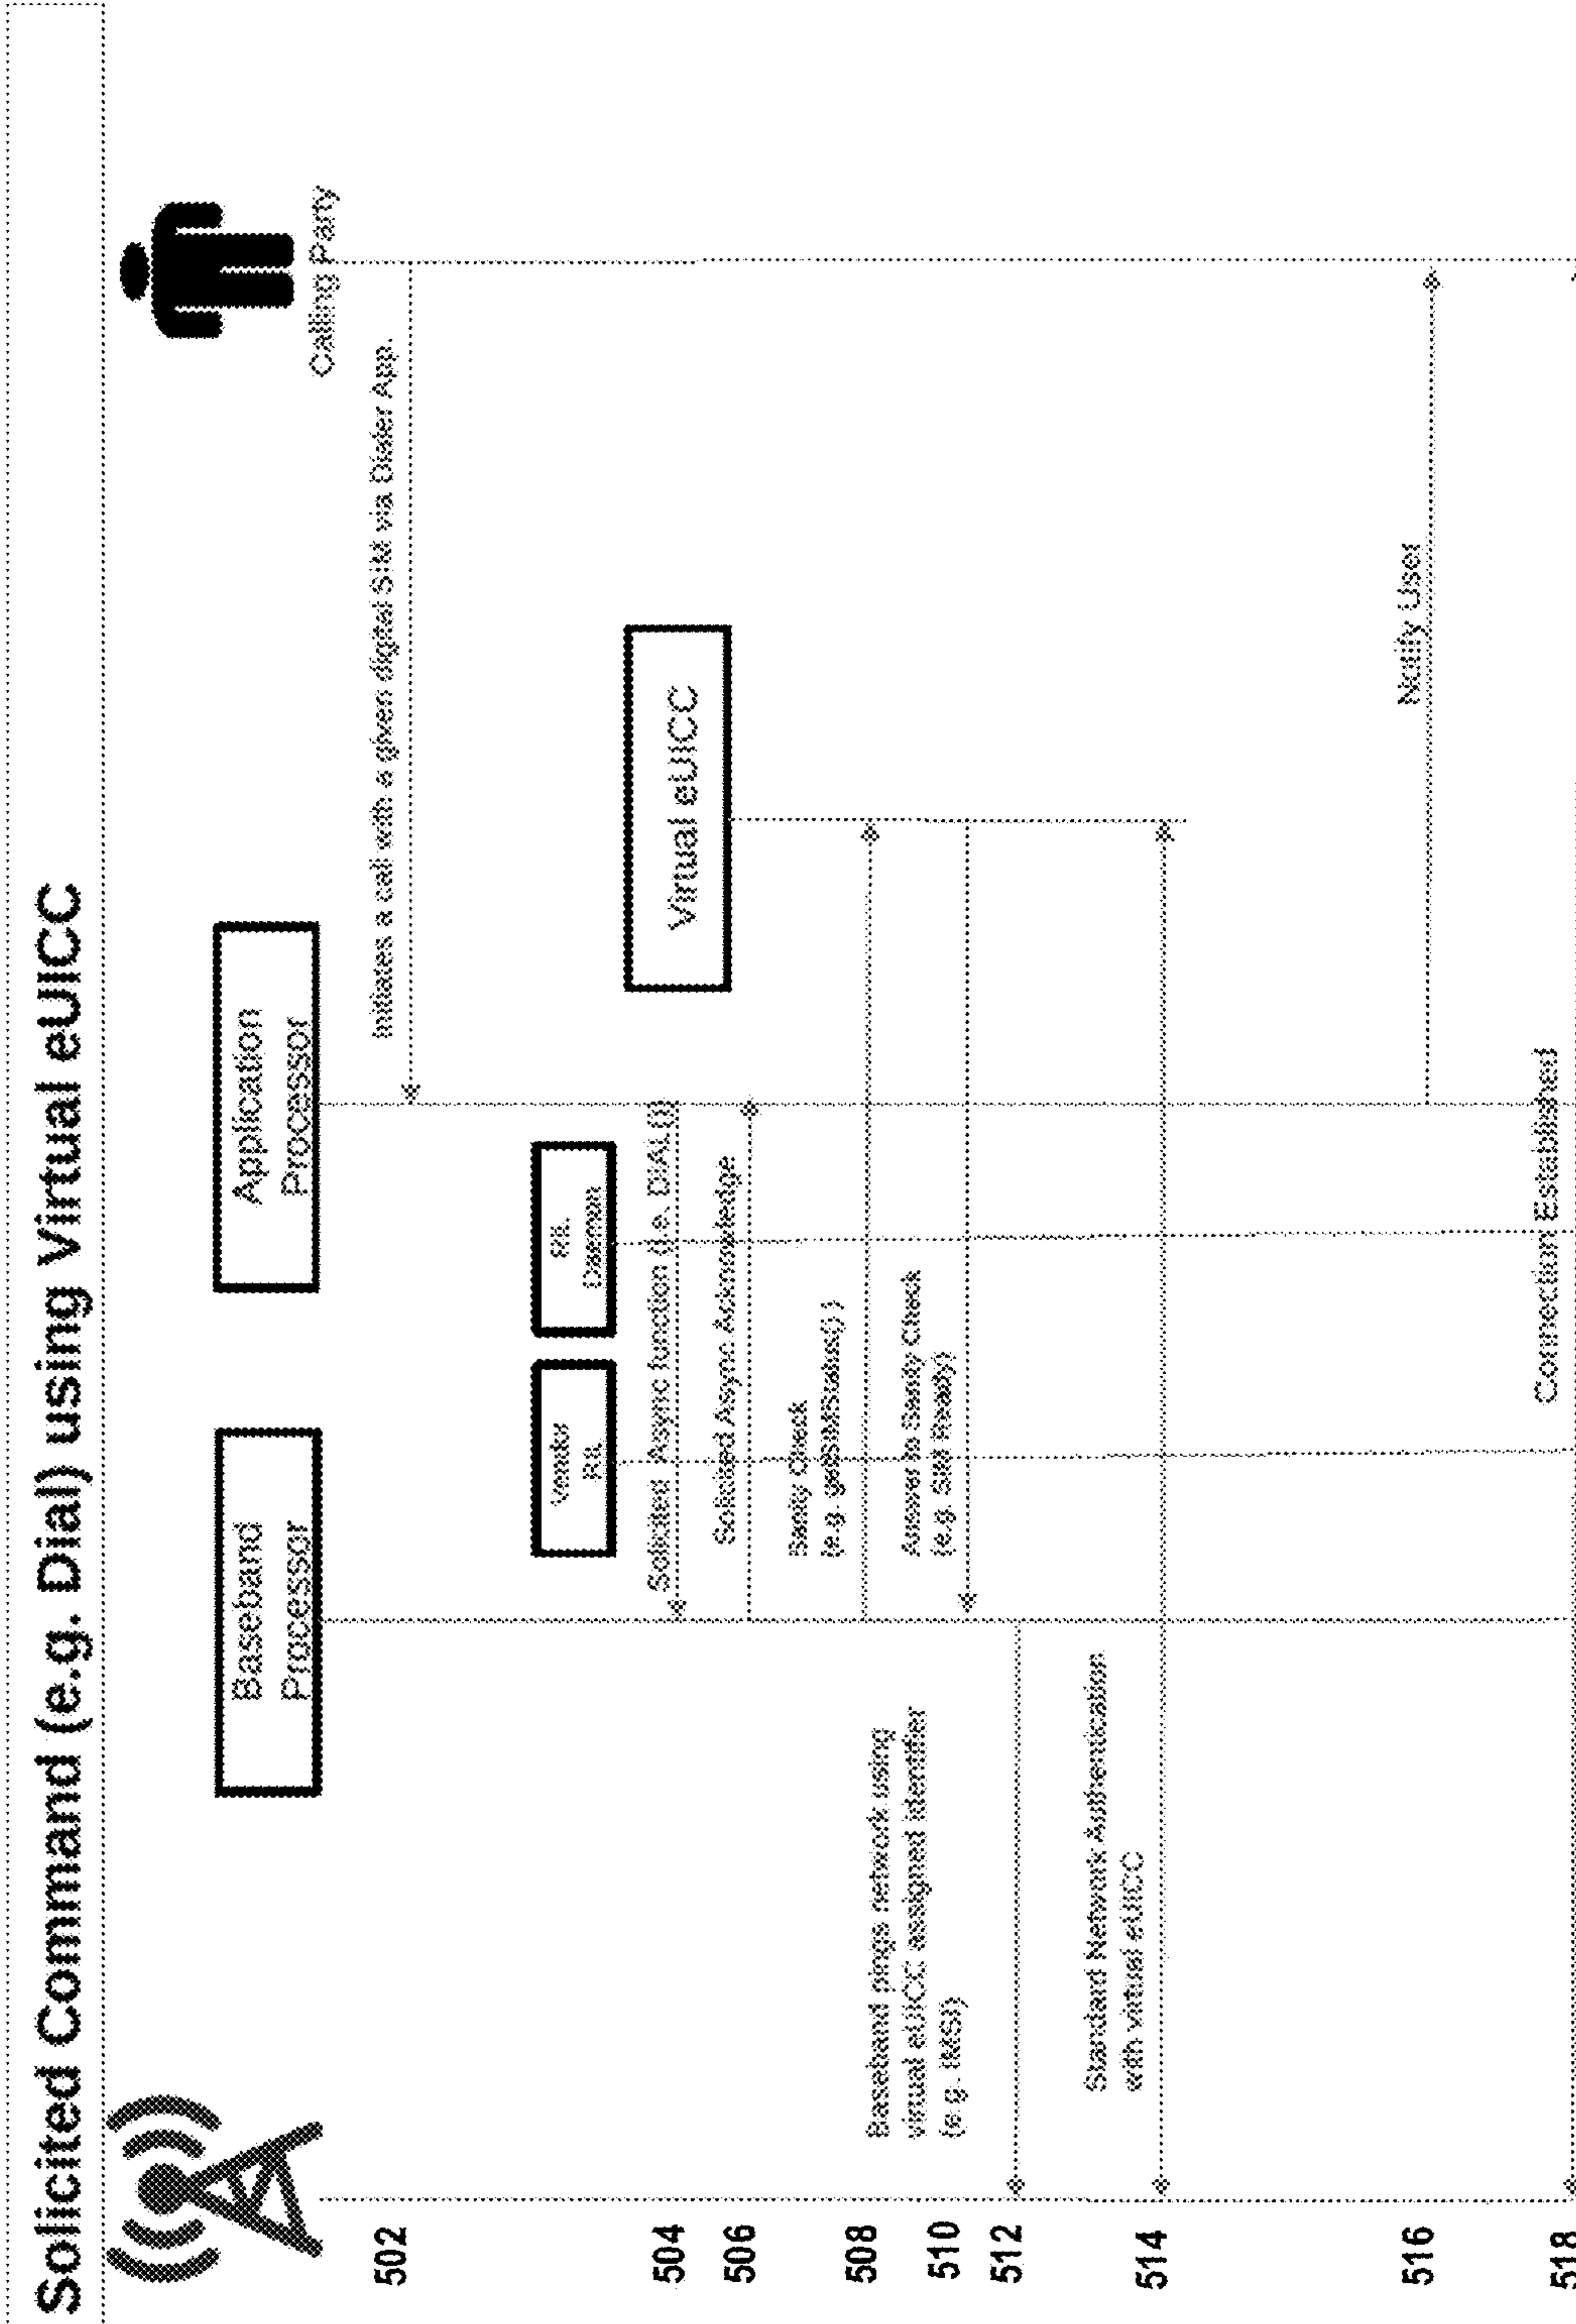 Solicited Command (e.g. Dial) using Virtual eUICC
Calling Party
Baseband
Processor
Application
Processor
502
Initiates a call with a given digital SIM via Dialer App.
Vendor
RIL
RIL
Daemon
Virtual eUICC
504
Solicited Async function (i.e. DIAL())
506
Solicited Async Acknowledge
508
Sanity Check
(e.g. getSIMStatus() )
510
Answer to Sanity Check
(e.g. SIM Ready)
512
Baseband pings network using
virtual eUICC assigned identifier
(e.g. IMSI)
514
Standard Network Authentication
with virtual eUICC
516
Notify User
518
Connection Established